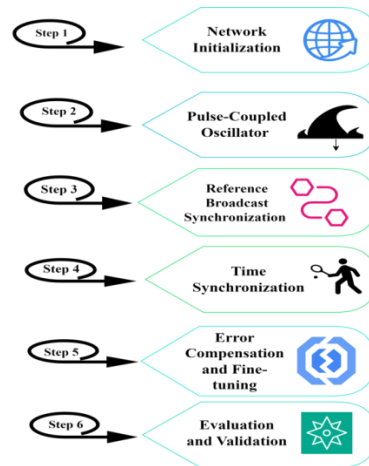 Step 1
Network
Initialization
Step 2
Pulse-Coupled
Oscillator
Step 3
Reference
Broadcast
Synchronization
Step 4
Time
Synchronization
Step 5
Error
Compensation
and Fine-
tuning
Step 6
Evaluation
and Validation